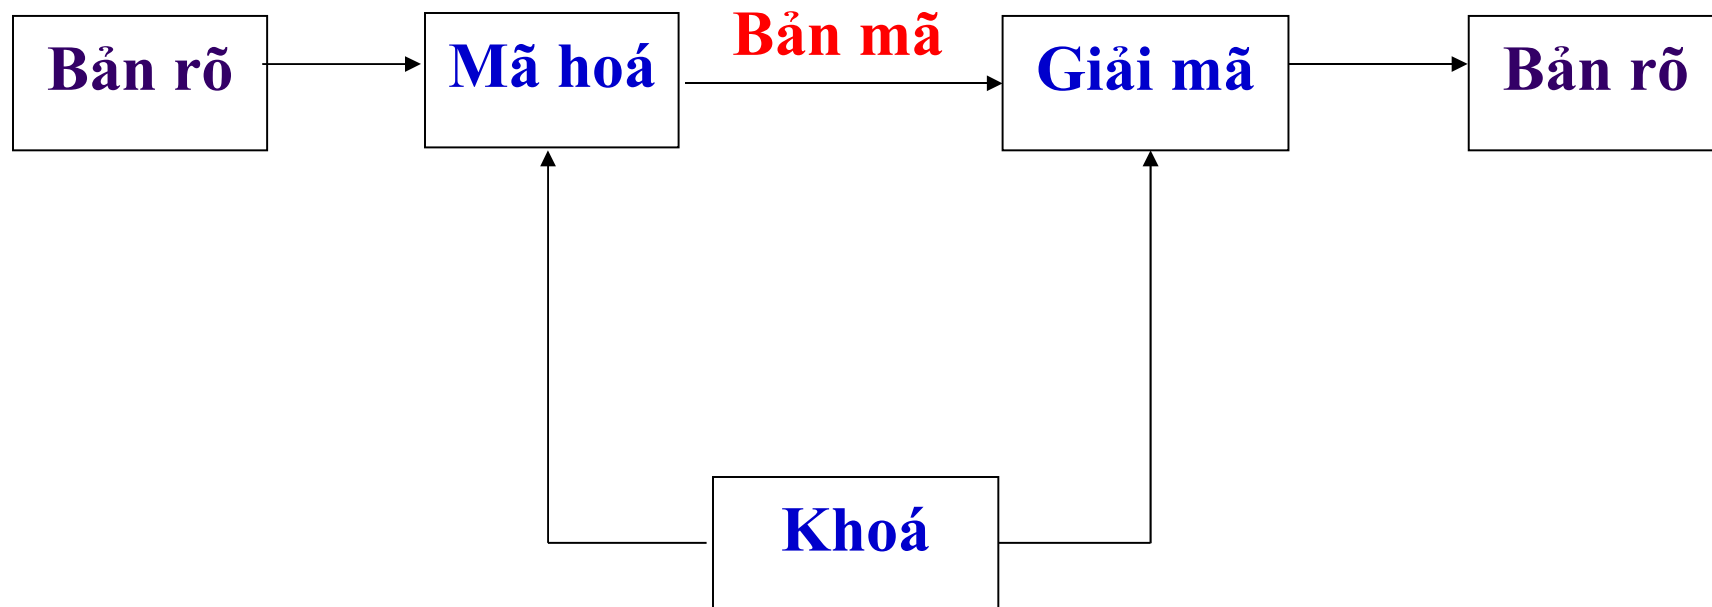 Bản rõ
Mã hoá
Bản mã
Giải mã
Bản rõ
Khoá